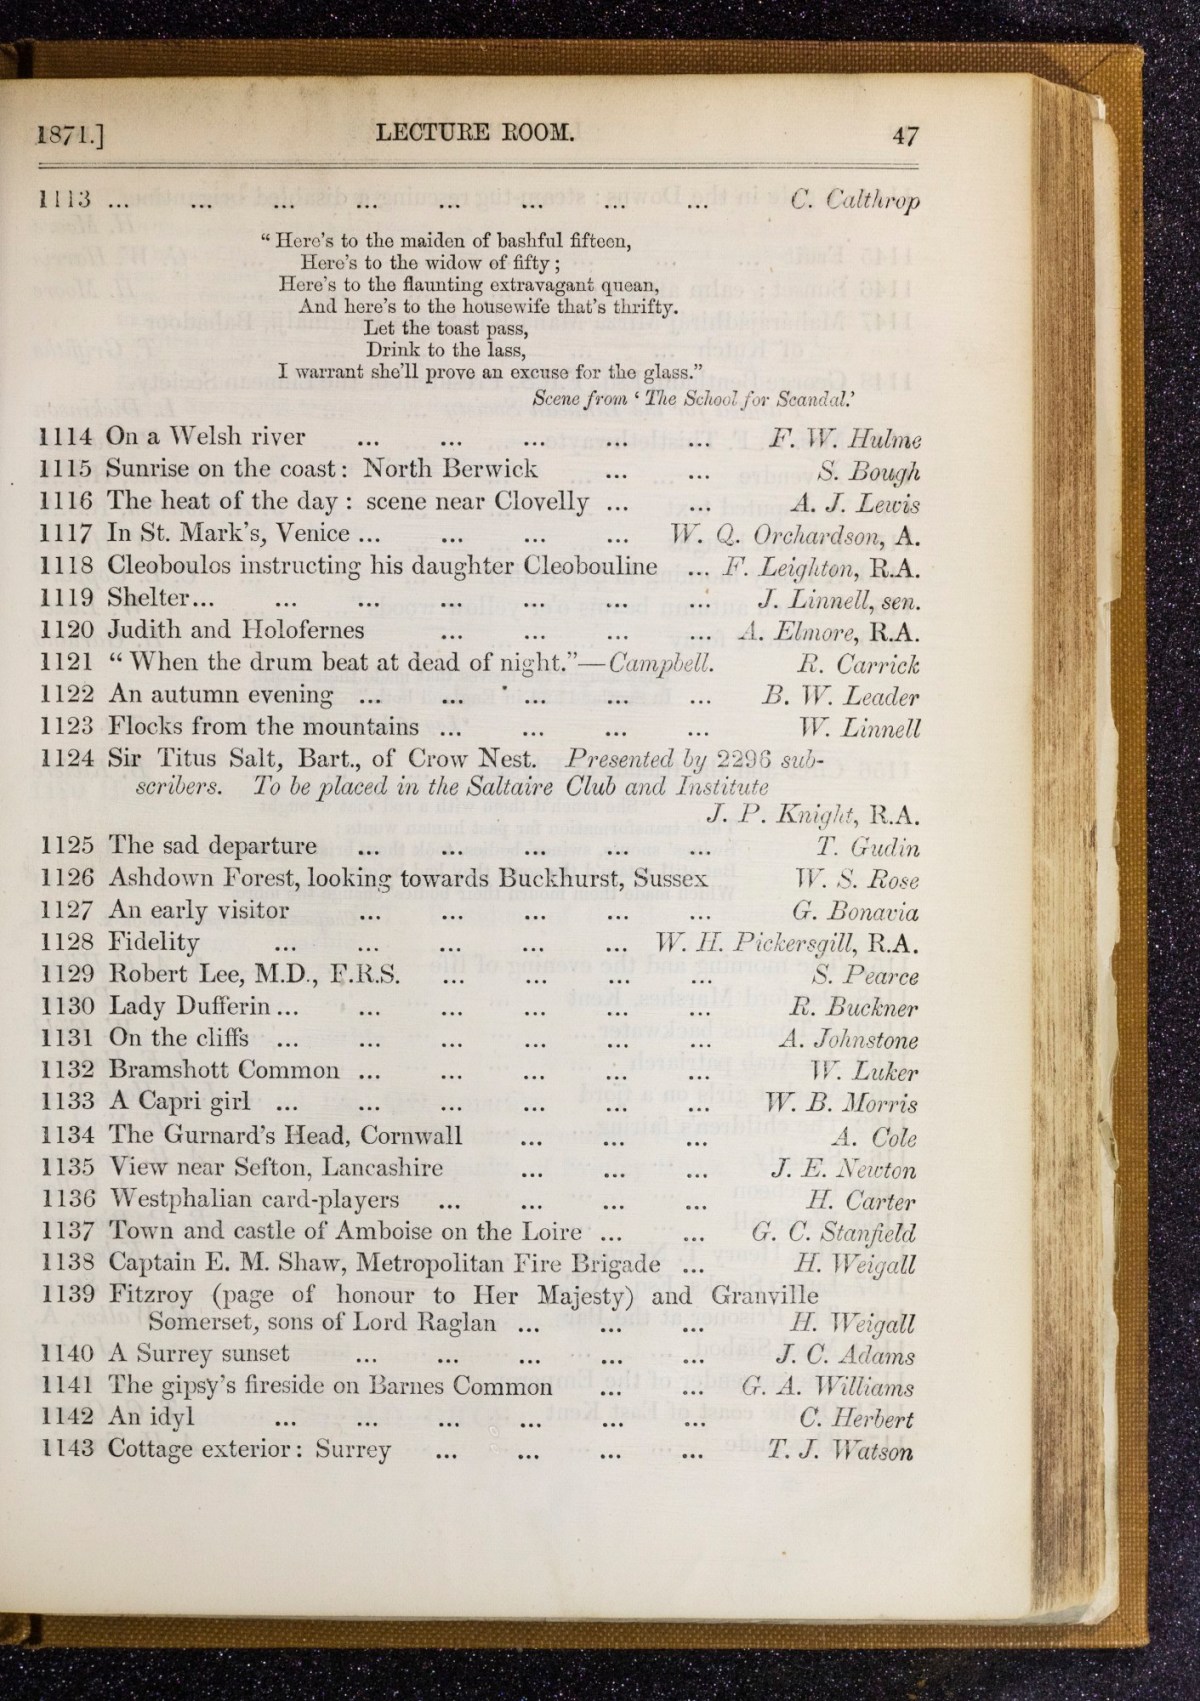 1871.] LECTURE ROOM. 47
1113 ... ... ... ... ... ... ... ... C. Calthrop
“Here's to the maiden of bashful fifteen,
Here's to the widow of fifty;
Here's to the flaunting extravagant quean,
And here's to the housewife that's thrifty.
Let the toast pass,
Drink to the lass,
I warrant she'll prove an excuse for the glass.”
Scene from ‘The School for Scandal.’
1114 On a Welsh river ... ... ... ... ... F. W. Hulme
1115 Sunrise on the coast: North Berwick ... ... S. Bough
1116 The heat of the day: scene near Clovelly ... ... A. J. Lewis
1117 In St. Mark's, Venice ... ... ... ... W. Q. Orchardson, A.
1118 Cleoboulos instructing his daughter Cleobouline ... F. Leighton, R.A.
1119 Shelter... ... ... ... ... ... ... J. Linnell, sen.
1120 Judith and Holofernes ... ... ... ... A. Elmore, R.A.
1121 “When the drum beat at dead of night.”—Campbell. R. Carrick
1122 An autumn evening ... ... ... ... ... B. W. Leader
1123 Flocks from the mountains ... ... ... ... W. Linnell
1124 Sir Titus Salt, Bart., of Crow Nest. Presented by 2296 sub-
scribers. To be placed in the Saltaire Club and Institute
J. P. Knight, R.A.
1125 The sad departure ... ... ... ... ... T. Gudin
1126 Ashdown Forest, looking towards Buckhurst, Sussex W. S. Rose
1127 An early visitor ... ... ... ... ... G. Bonavia
1128 Fidelity ... ... ... ... ... W. H. Pickersgill, R.A.
1129 Robert Lee, M.D., F.R.S. ... ... ... ... S. Pearce
1130 Lady Dufferin... ... ... ... ... ... R. Buckner
1131 On the cliffs ... ... ... ... ... ... A. Johnstone
1132 Bramshott Common ... ... ... ... ... W. Luker
1133 A Capri girl ... ... ... ... ... ... W. B. Morris
1134 The Gurnard's Head, Cornwall ... ... ... A. Cole
1135 View near Sefton, Lancashire ... ... ... J. E. Newton
1136 Westphalian card-players ... ... ... ... H. Carter
1137 Town and castle of Amboise on the Loire ... ... G. C. Stanfield
1138 Captain E. M. Shaw, Metropolitan Fire Brigade ... H. Weigall
1139 Fitzroy (page of honour to Her Majesty) and Granville
Somerset, sons of Lord Raglan ... ... ... H. Weigall
1140 A Surrey sunset ... ... ... ... ... J. C. Adams
1141 The gipsy's fireside on Barnes Common ... ... G. A. Williams
1142 An idyl ... ... ... ... ... ... C. Herbert
1143 Cottage exterior: Surrey ... ... ... ... T. J. Watson